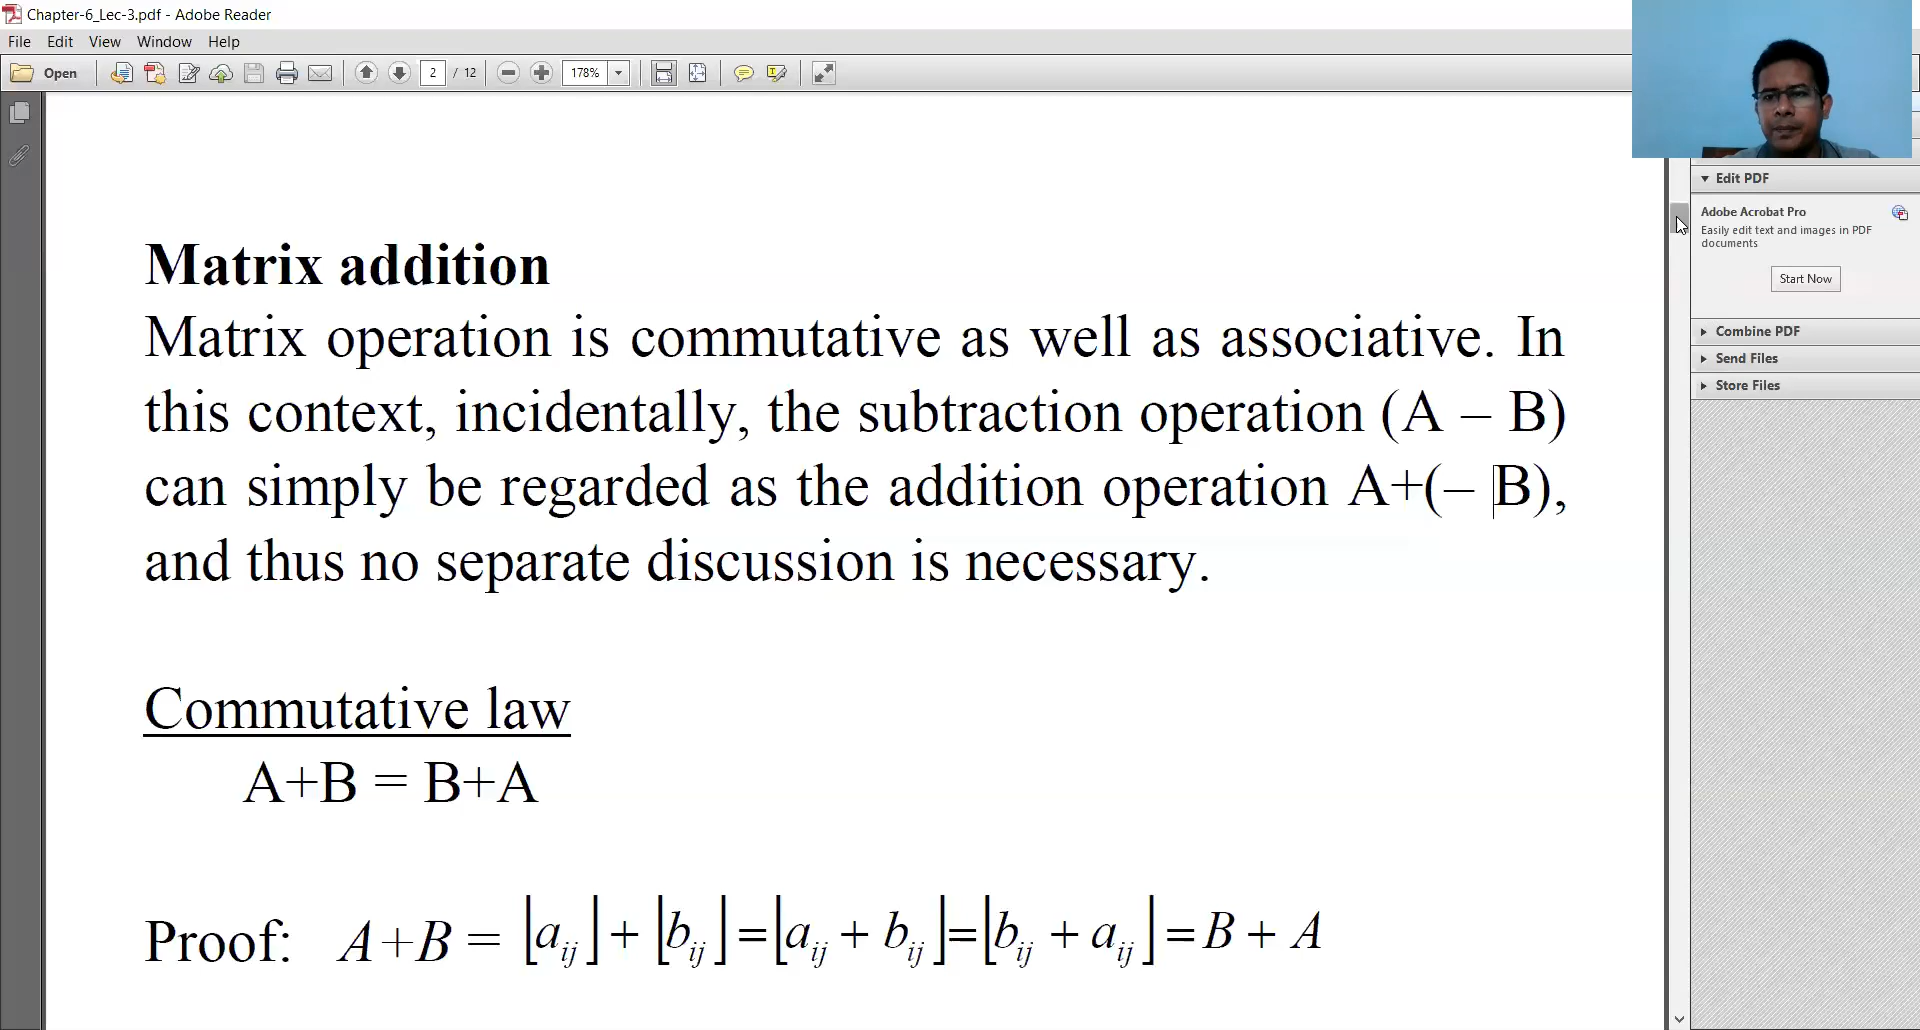 Chapter-6_Lec-3.pdf - Adobe Reader
File Edit View Window Help
Open 2 / 12 178%
Edit PDF
Adobe Acrobat Pro
Easily edit text and images in PDF
documents
Start Now
Combine PDF
Send Files
Store Files
Matrix addition
Matrix operation is commutative as well as associative. In
this context, incidentally, the subtraction operation (A – B)
can simply be regarded as the addition operation A+(– B),
and thus no separate discussion is necessary.
Commutative law
A+B = B+A
Proof: A+B = ⌊a_ij⌋ + ⌊b_ij⌋ = ⌊a_ij + b_ij⌋ = ⌊b_ij + a_ij⌋ = B + A